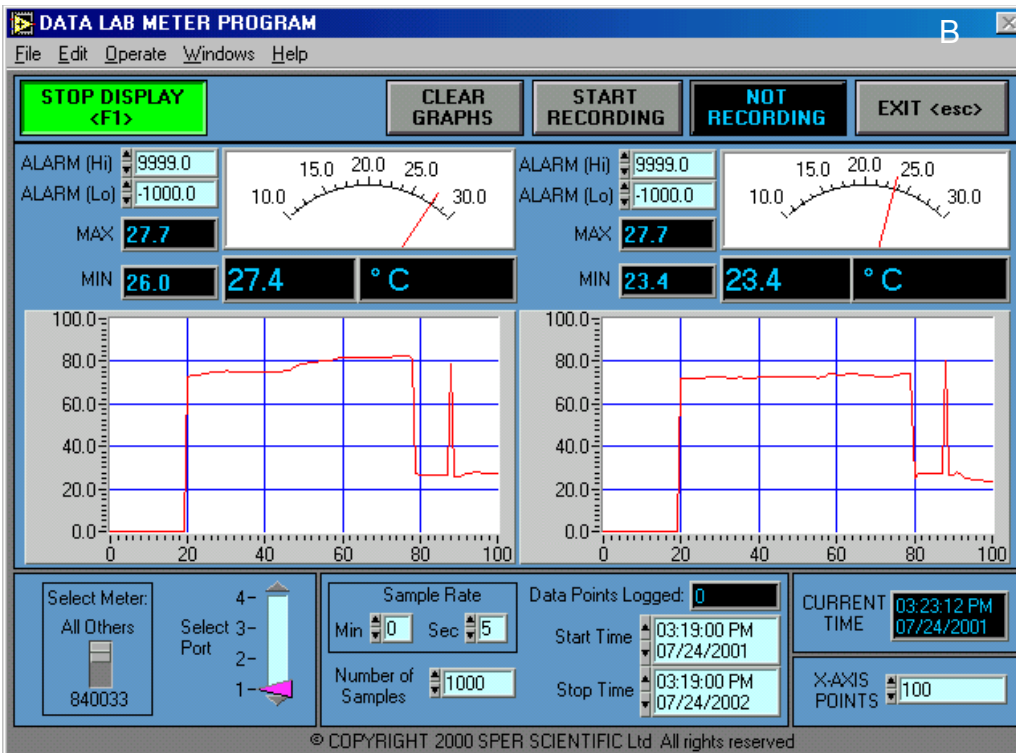 DATA LAB METER PROGRAM
B
File Edit Operate Windows Help
STOP DISPLAY
<F1>
CLEAR
GRAPHS
START
RECORDING
NOT
RECORDING
EXIT <esc>
ALARM (Hi) 9999.0
ALARM (Lo) -1000.0
MAX 27.7
MIN 26.0
10.0 15.0 20.0 25.0 30.0
27.4 ° C
ALARM (Hi) 9999.0
ALARM (Lo) -1000.0
MAX 27.7
MIN 23.4
10.0 15.0 20.0 25.0 30.0
23.4 ° C
100.0
80.0
60.0
40.0
20.0
0.0
0 20 40 60 80 100
100.0
80.0
60.0
40.0
20.0
0.0
0 20 40 60 80 100
Select Meter:
All Others
840033
Select
Port
4
3
2
1
Sample Rate
Min 0 Sec 5
Number of
Samples
1000
Data Points Logged: 0
Start Time
03:19:00 PM
07/24/2001
Stop Time
03:19:00 PM
07/24/2002
CURRENT
TIME
03:23:12 PM
07/24/2001
X-AXIS
POINTS
100
© COPYRIGHT 2000 SPER SCIENTIFIC Ltd All rights reserved